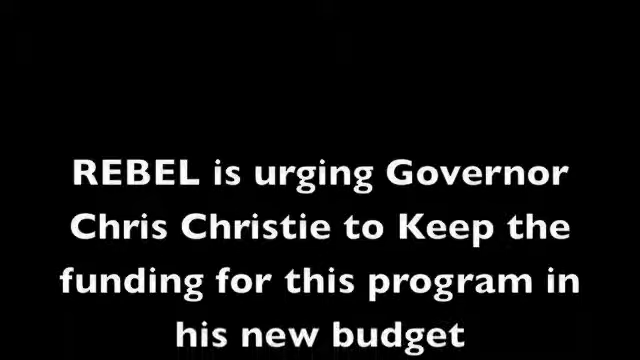 REBEL is urging Governor
Chris Christie to Keep the
funding for this program in
his new budget